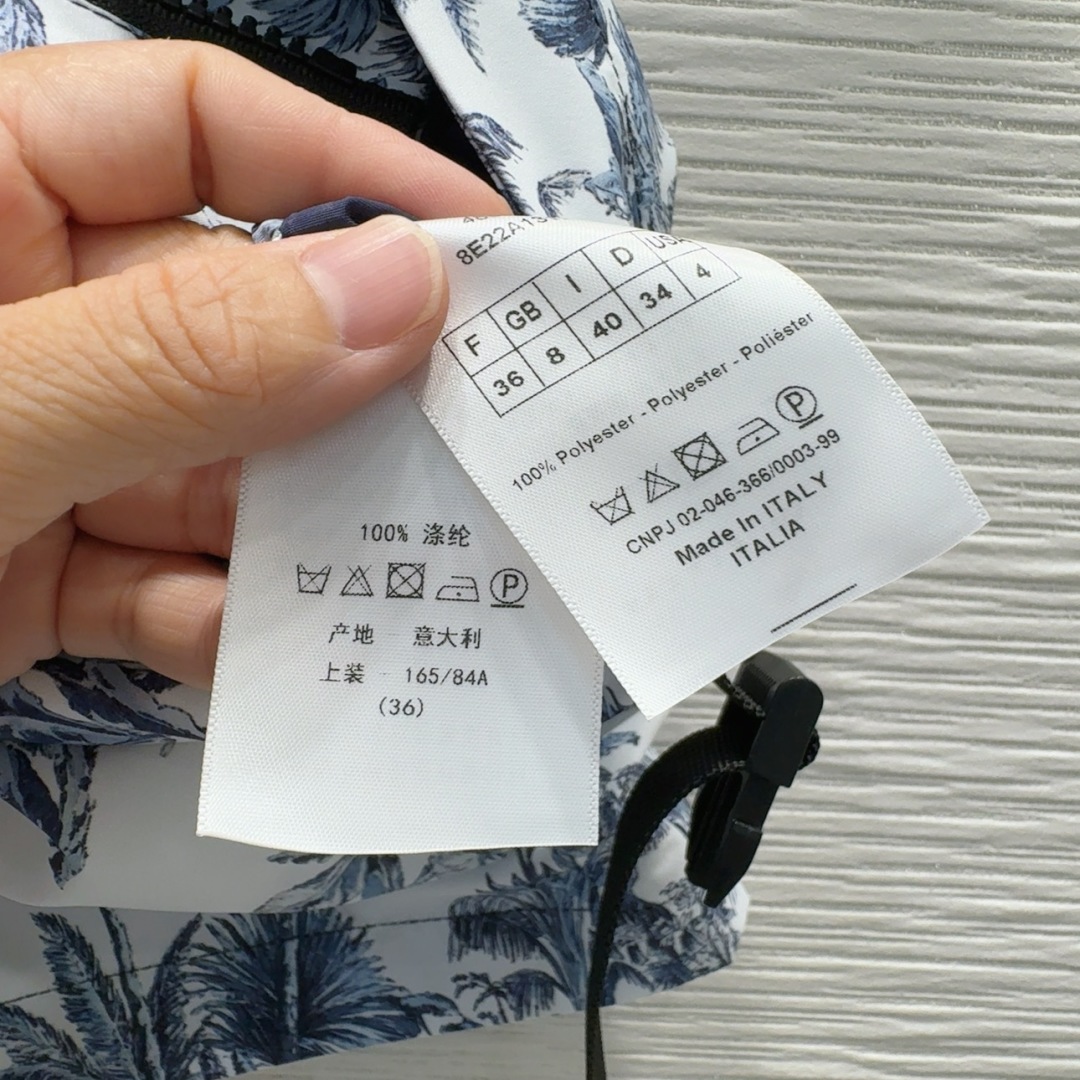 8E22A13
F GB I D USA
36 8 40 34 4
100% Polyester - Polyester - Poliéster
P
CNPJ 02-046-366/0003-99
Made In ITALY
ITALIA
100% 涤纶
P
产地 意大利
上装 165/84A
(36)